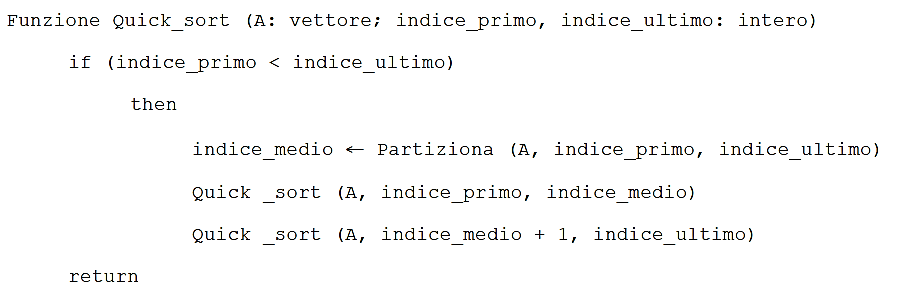 Funzione Quick_sort (A: vettore; indice_primo, indice_ultimo: intero)
if (indice_primo < indice_ultimo)
then
indice_medio ← Partiziona (A, indice_primo, indice_ultimo)
Quick _sort (A, indice_primo, indice_medio)
Quick _sort (A, indice_medio + 1, indice_ultimo)
return